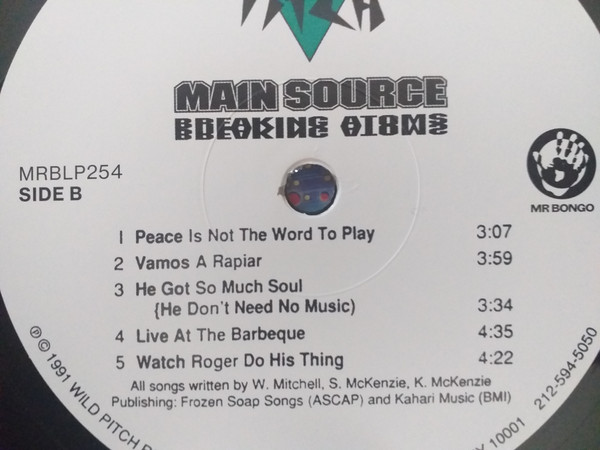 MAIN SOURCE
BREAKING ATOMS
MRBLP254
SIDE B
MR BONGO
1 Peace Is Not The Word To Play 3:07
2 Vamos A Rapiar 3:59
3 He Got So Much Soul
{He Don't Need No Music) 3:34
4 Live At The Barbeque 4:35
5 Watch Roger Do His Thing 4:22
All songs written by W. Mitchell, S. McKenzie, K. McKenzie
Publishing: Frozen Soap Songs (ASCAP) and Kahari Music (BMI)
℗ © 1991 WILD PITCH
10001 212-594-5050